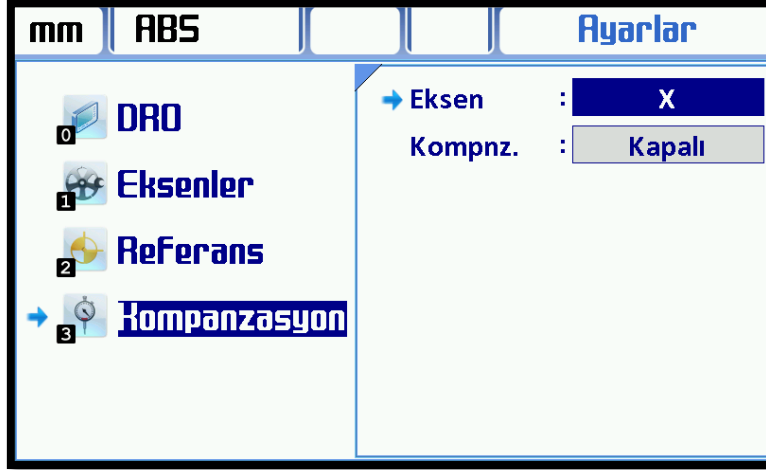 mm ABS Ayarlar
0 DRO
1 Eksenler
2 Referans
3 Kompanzasyon
Eksen : X
Kompnz. : Kapalı